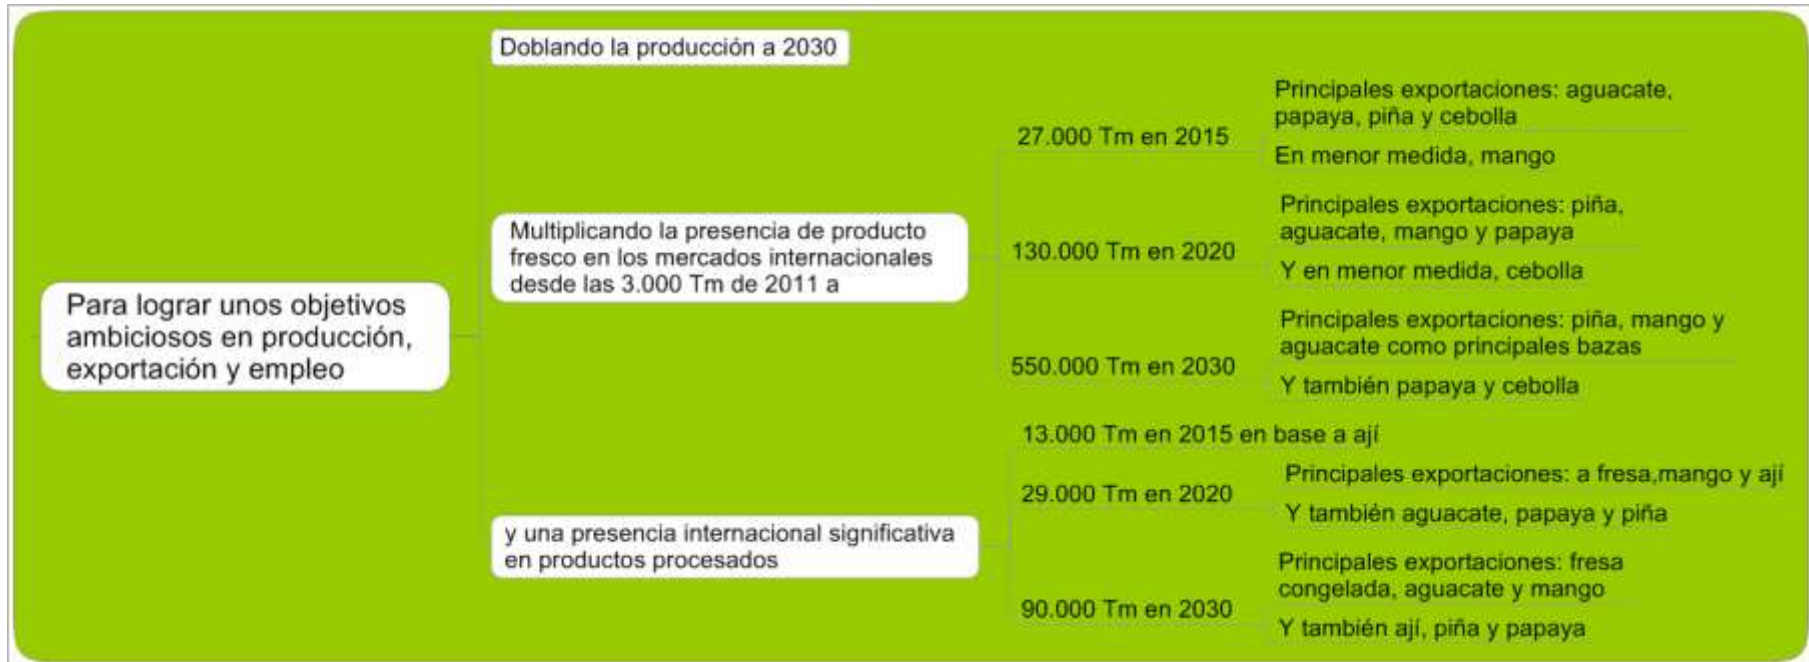 Para lograr unos objetivos
ambiciosos en producción,
exportación y empleo
Doblando la producción a 2030
Multiplicando la presencia de producto
fresco en los mercados internacionales
desde las 3.000 Tm de 2011 a
27.000 Tm en 2015
Principales exportaciones: aguacate,
papaya, piña y cebolla
En menor medida, mango
130.000 Tm en 2020
Principales exportaciones: piña,
aguacate, mango y papaya
Y en menor medida, cebolla
550.000 Tm en 2030
Principales exportaciones: piña, mango y
aguacate como principales bazas
Y también papaya y cebolla
y una presencia internacional significativa
en productos procesados
13.000 Tm en 2015 en base a ají
29.000 Tm en 2020
Principales exportaciones: a fresa,mango y ají
Y también aguacate, papaya y piña
90.000 Tm en 2030
Principales exportaciones: fresa
congelada, aguacate y mango
Y también ají, piña y papaya